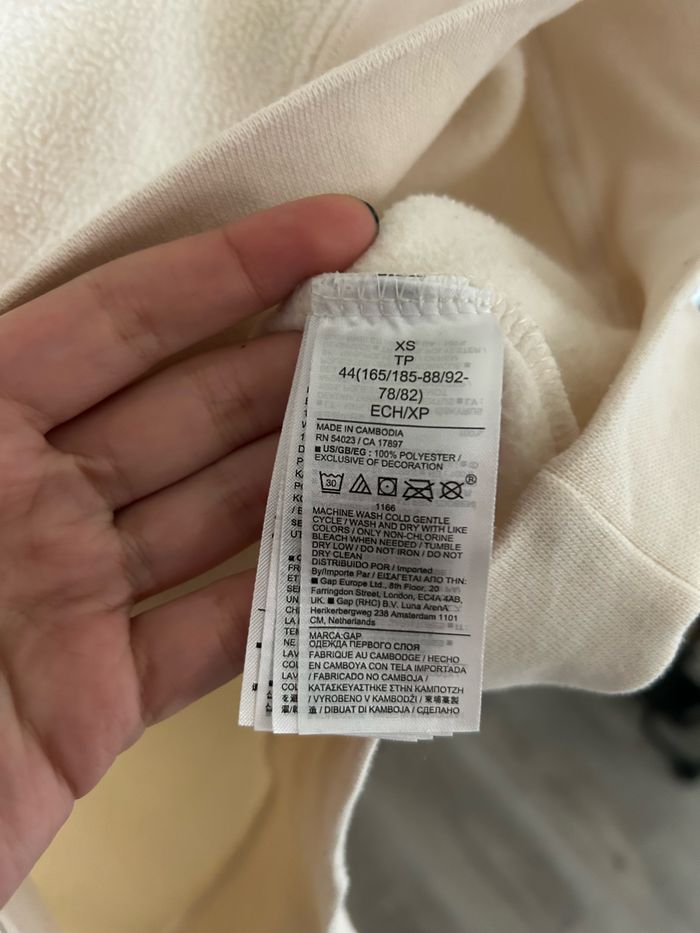 XS
TP
44(165/185-88/92-
78/82)
ECH/XP
MADE IN CAMBODIA
RN 54023 / CA 17897
■ US/GB/EG : 100% POLYESTER /
EXCLUSIVE OF DECORATION
30
®
1166
MACHINE WASH COLD GENTLE
CYCLE / WASH AND DRY WITH LIKE
COLORS / ONLY NON-CHLORINE
BLEACH WHEN NEEDED / TUMBLE
DRY LOW / DO NOT IRON / DO NOT
DRY CLEAN
DISTRIBUIDO POR / Imported
By/Importe Par / ΕΙΣΑΓΕΤΑΙ ΑΠΟ ΤΗΝ:
■ Gap Europe Ltd., 8th Floor, 20
Farringdon Street, London, EC4A 4AB,
UK. ■ Gap (RHC) B.V. Luna ArenA
Herikerbergweg 238 Amsterdam 1101
CM, Netherlands
MARCA:GAP
ОДЕЖДА ПЕРВОГО СЛОЯ
FABRIQUE AU CAMBODGE / HECHO
EN CAMBOYA CON TELA IMPORTADA
/ FABRICADO NO CAMBOJA /
ΚΑΤΑΣΚΕΥΑΣΤΗΚΕ ΣΤΗΝ ΚΑΜΠΟΤΖΗ
/ VYROBENO V KAMBODŽI / 柬埔寨製
造 / DIBUAT DI KAMBOJA / СДЕЛАНО